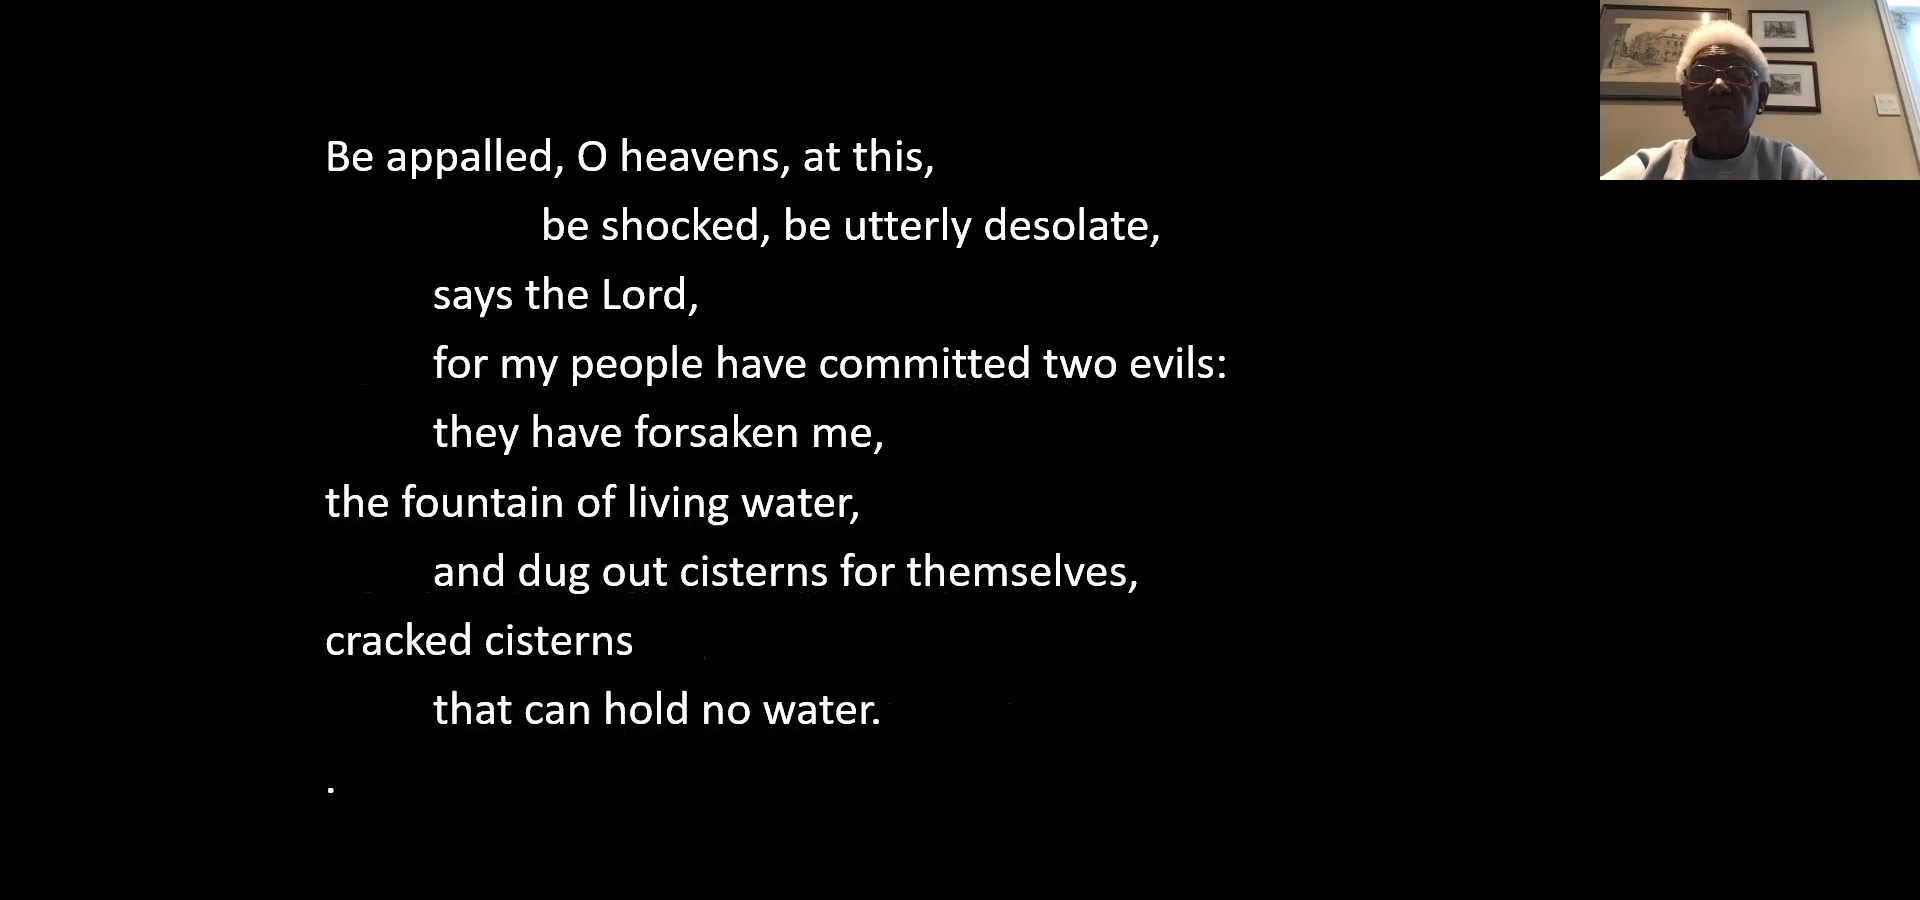 Be appalled, O heavens, at this,
be shocked, be utterly desolate,
says the Lord,
for my people have committed two evils:
they have forsaken me,
the fountain of living water,
and dug out cisterns for themselves,
cracked cisterns
that can hold no water.
.